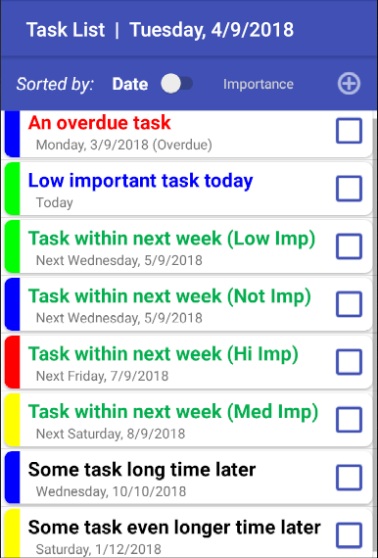 Task List | Tuesday, 4/9/2018
Sorted by: Date Importance
An overdue task
Monday, 3/9/2018 (Overdue)
Low important task today
Today
Task within next week (Low Imp)
Next Wednesday, 5/9/2018
Task within next week (Not Imp)
Next Wednesday, 5/9/2018
Task within next week (Hi Imp)
Next Friday, 7/9/2018
Task within next week (Med Imp)
Next Saturday, 8/9/2018
Some task long time later
Wednesday, 10/10/2018
Some task even longer time later
Saturday, 1/12/2018